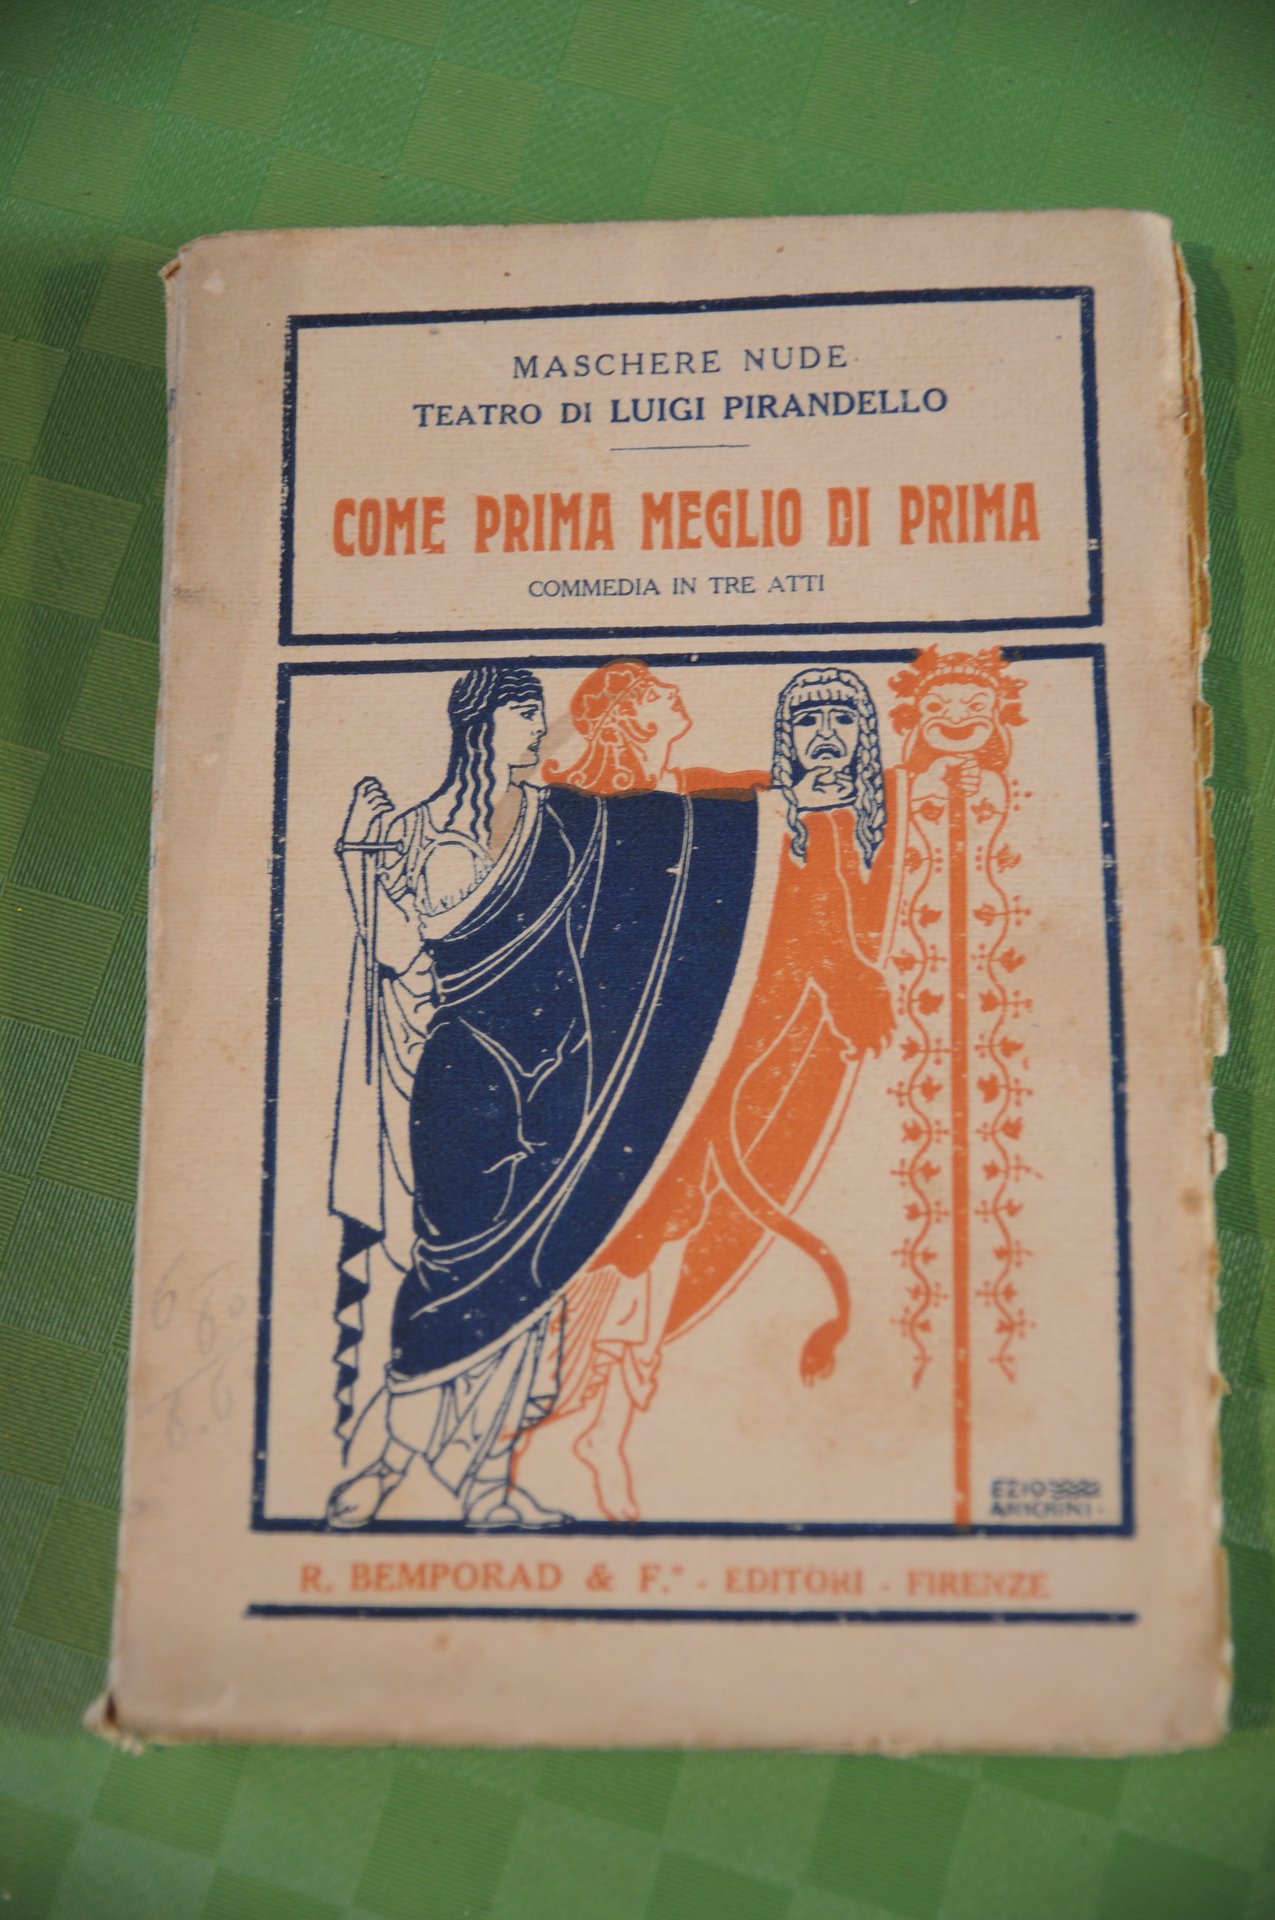 MASCHERE NUDE
TEATRO DI LUIGI PIRANDELLO
COME PRIMA MEGLIO DI PRIMA
COMMEDIA IN TRE ATTI
EZIO
ANICHINI
R. BEMPORAD & F.º - EDITORI - FIRENZE